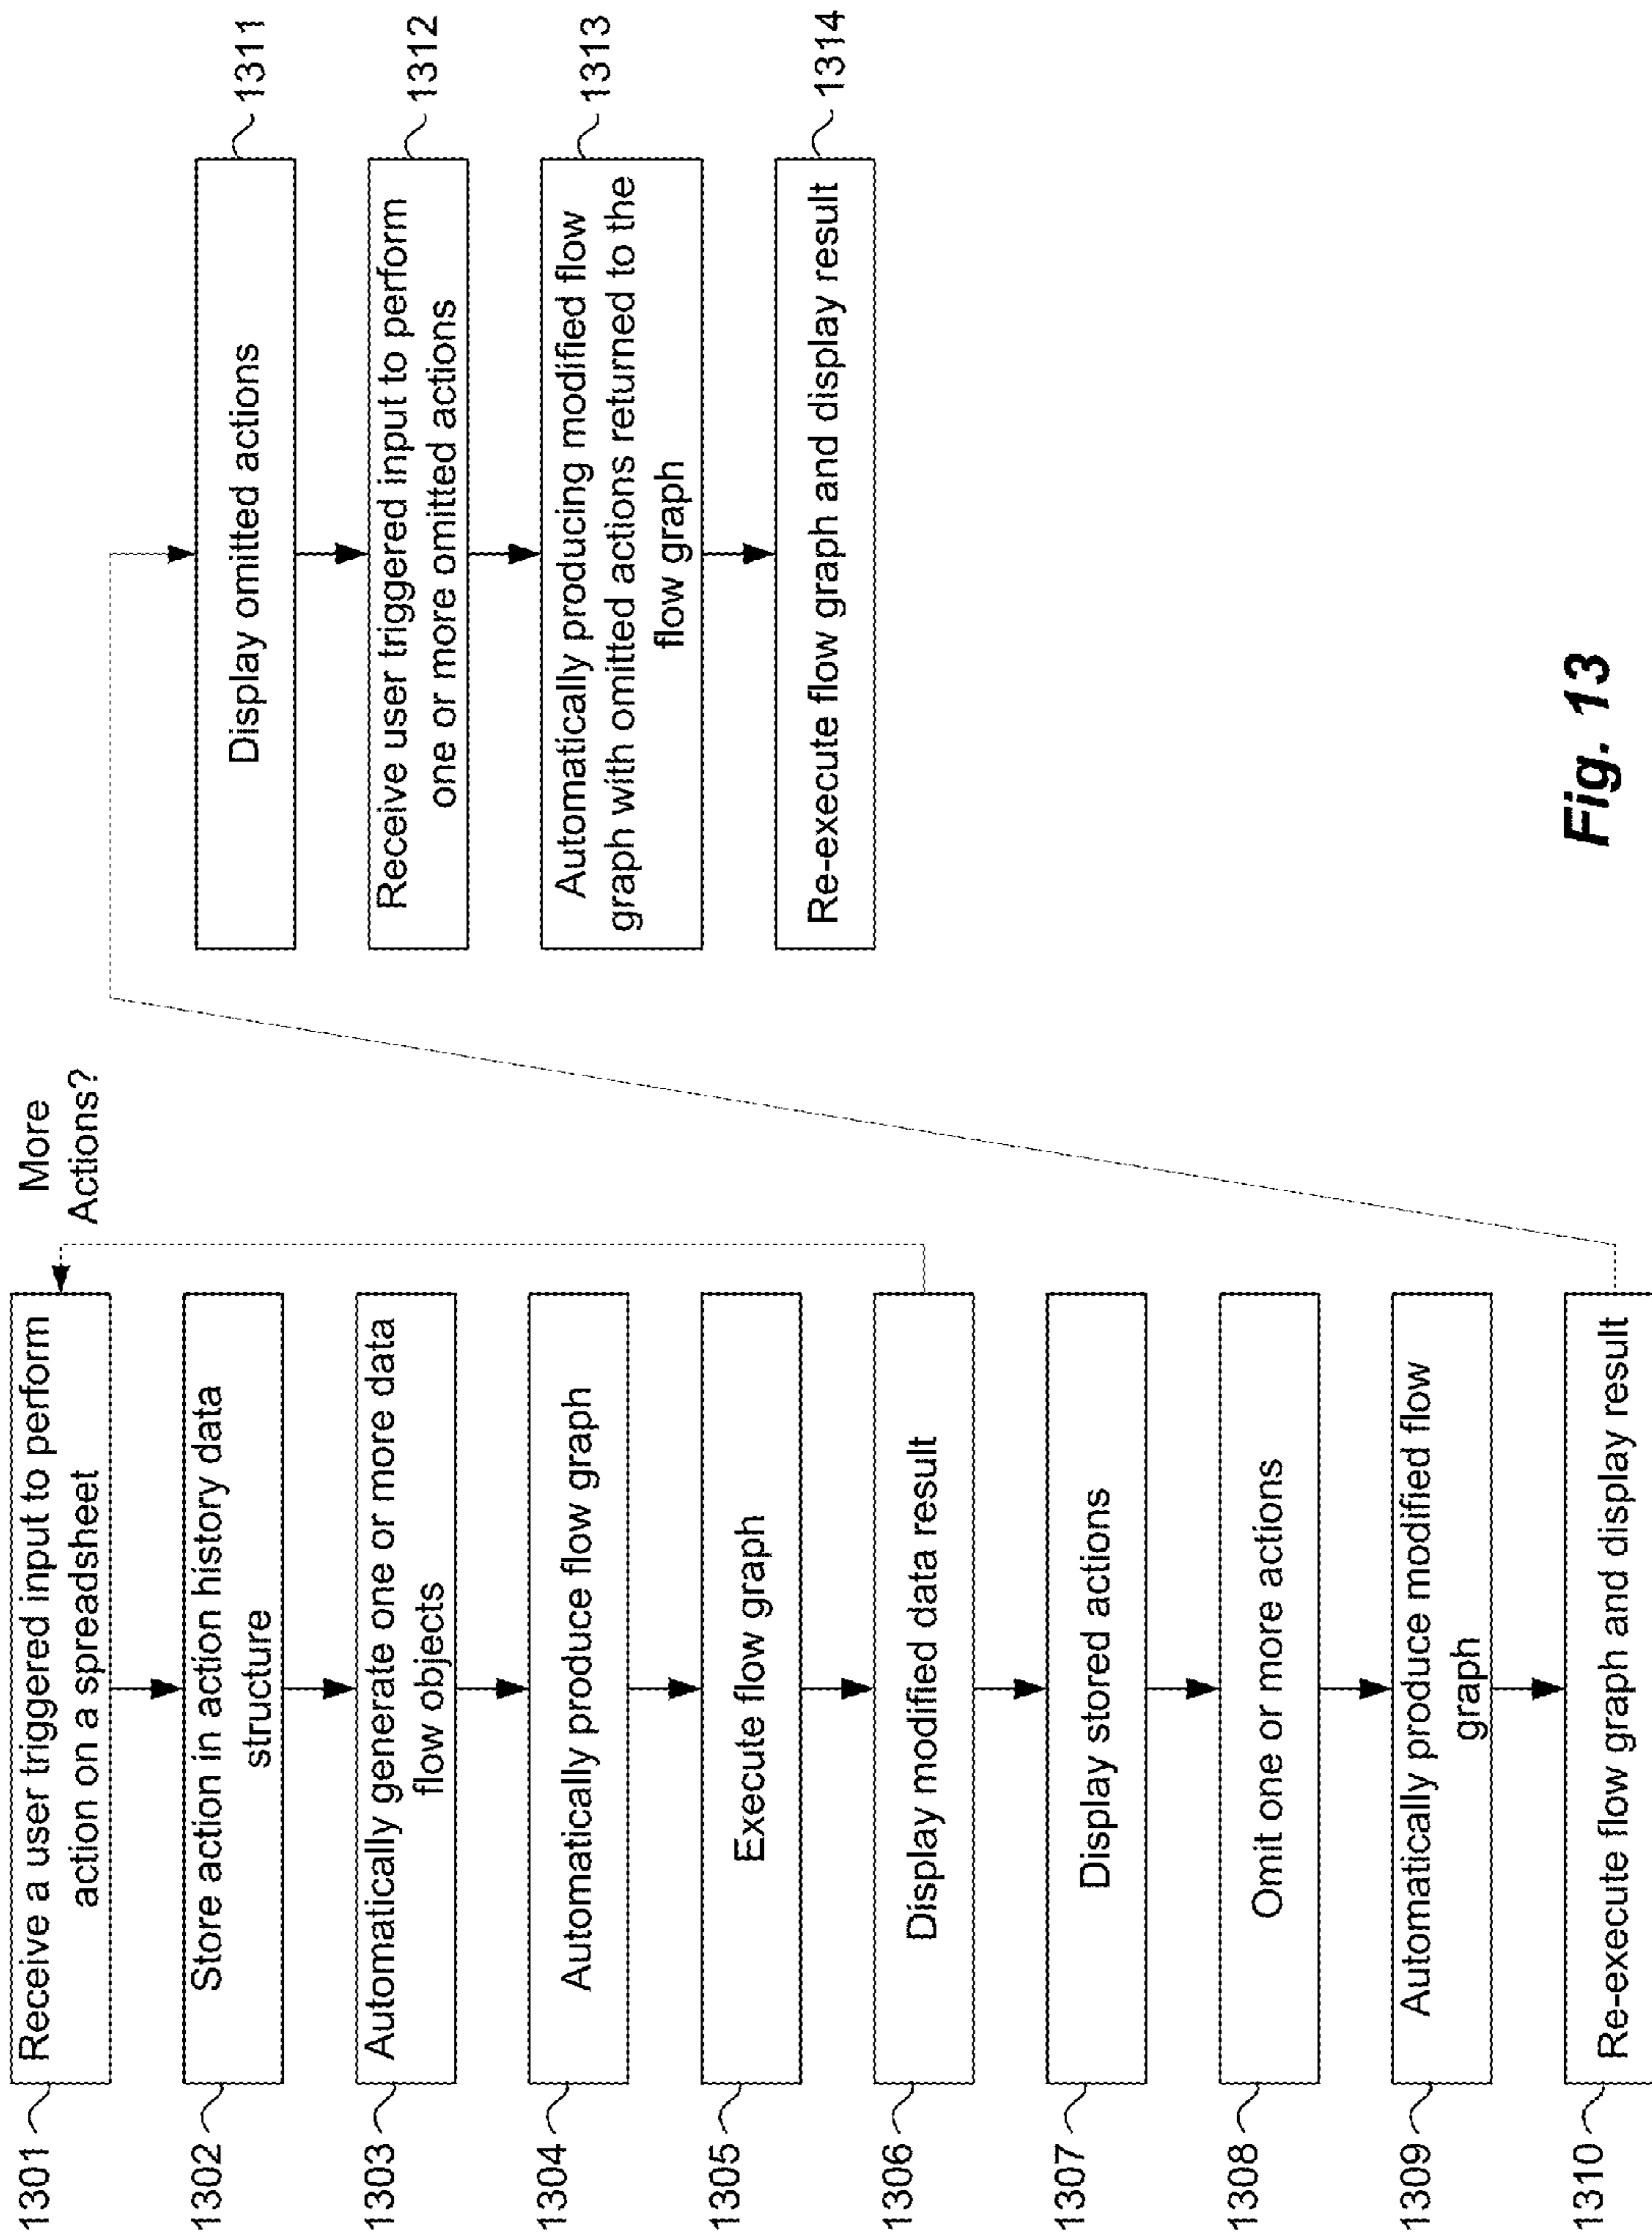 1301
Receive a user triggered input to perform
action on a spreadsheet
More
Actions?
1302
Store action in action history data
structure
1303
Automatically generate one or more data
flow objects
1304
Automatically produce flow graph
1305
Execute flow graph
1306
Display modified data result
1307
Display stored actions
1308
Omit one or more actions
1309
Automatically produce modified flow
graph
1310
Re-execute flow graph and display result
Display omitted actions
1311
Receive user triggered input to perform
one or more omitted actions
1312
Automatically producing modified flow
graph with omitted actions returned to the
flow graph
1313
Re-execute flow graph and display result
1314
Fig. 13